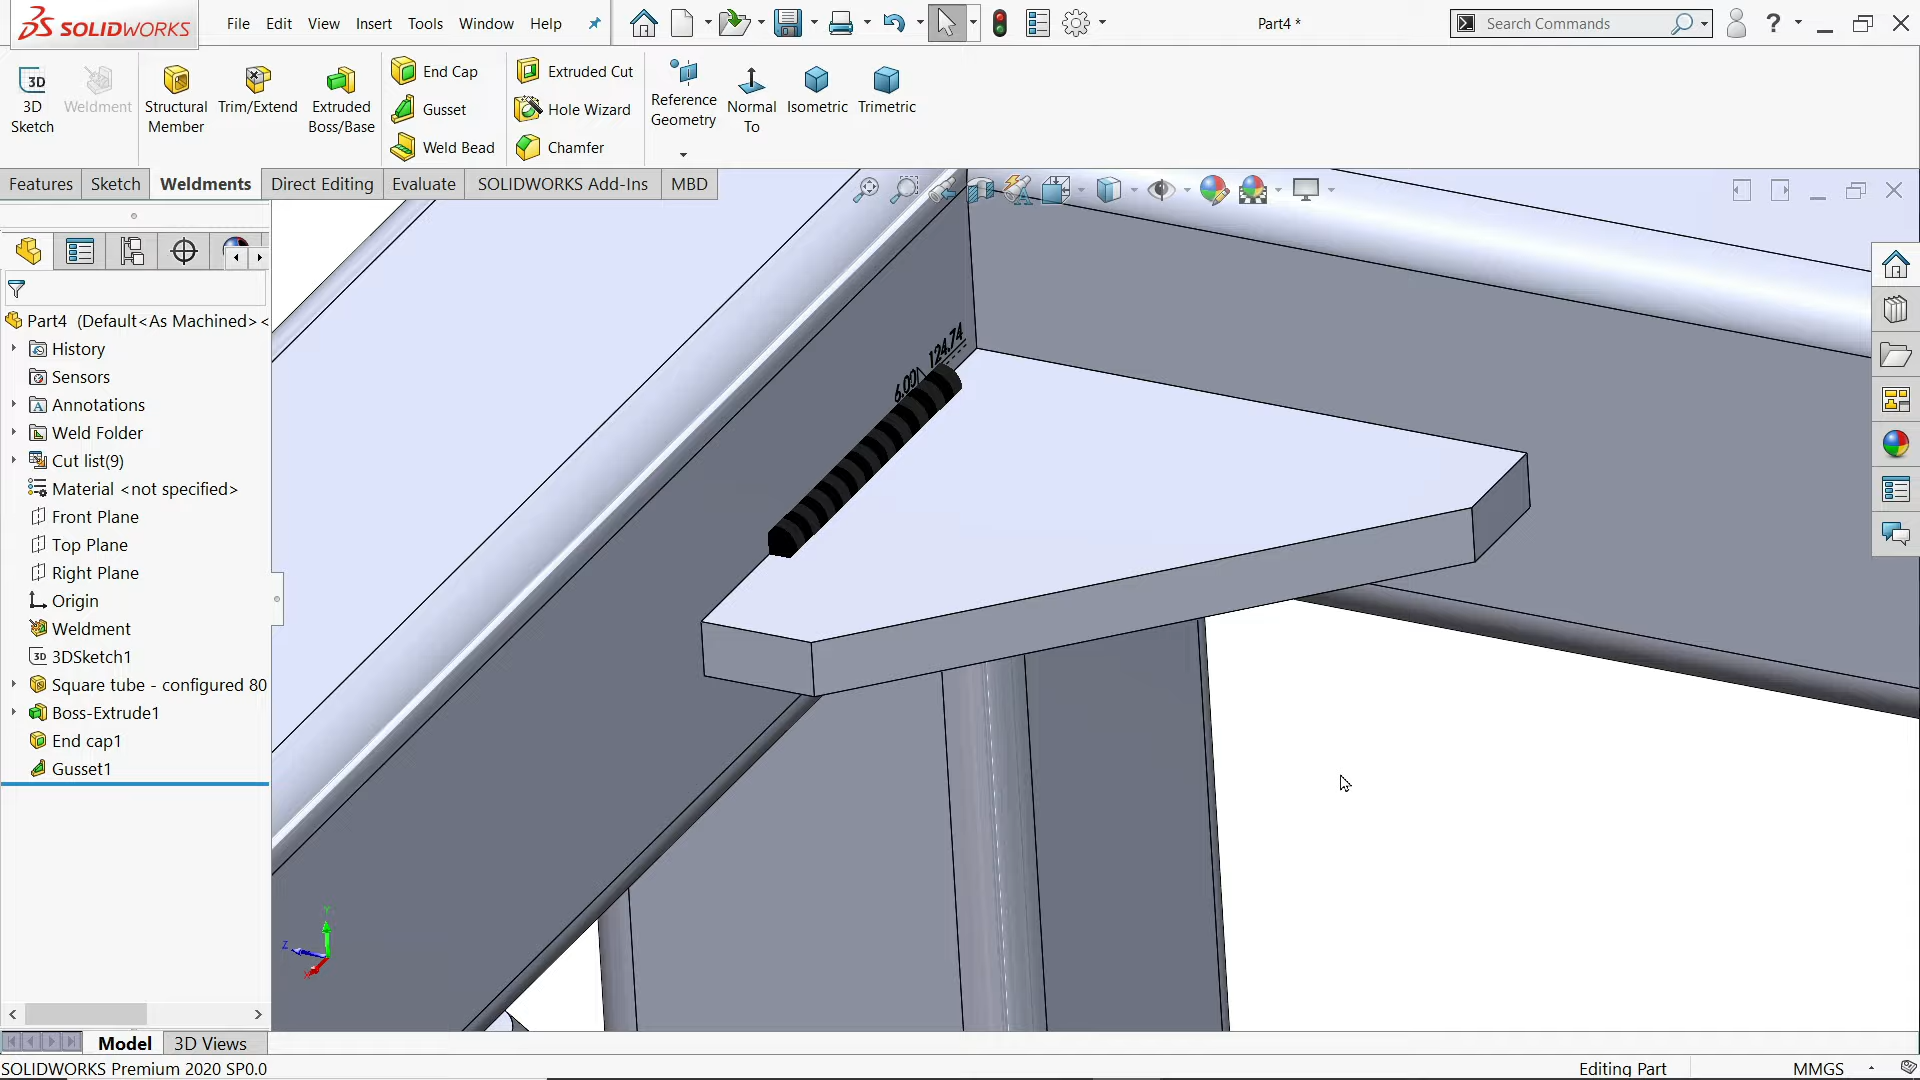 SOLIDWORKS
File Edit View Insert Tools Window Help
Part4 *
Search Commands
3D
3D Sketch
Weldment
Structural Member
Trim/Extend
Extruded Boss/Base
End Cap
Gusset
Weld Bead
Extruded Cut
Hole Wizard
Chamfer
Reference Geometry
Normal To
Isometric
Trimetric
Features Sketch Weldments Direct Editing Evaluate SOLIDWORKS Add-Ins MBD
Part4 (Default<As Machined><
History
Sensors
Annotations
Weld Folder
Cut list(9)
Material <not specified>
Front Plane
Top Plane
Right Plane
Origin
Weldment
3DSketch1
Square tube - configured 80
Boss-Extrude1
End cap1
Gusset1
124.74
6.00
Y
Z
X
Model 3D Views
SOLIDWORKS Premium 2020 SP0.0
Editing Part
MMGS